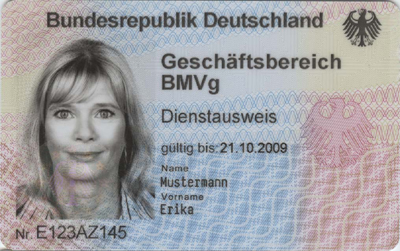 Bundesrepublik Deutschland
Geschäftsbereich
BMVg
Dienstausweis
gültig bis: 21.10.2009
Name
Mustermann
Vorname
Erika
Nr. E123AZ145